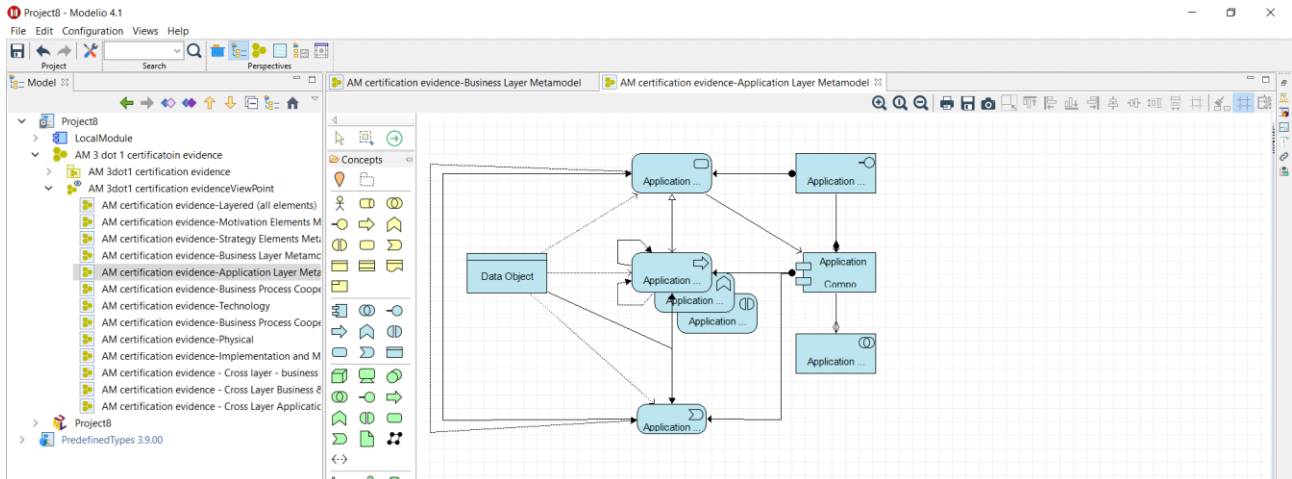 Project8 - Modelio 4.1
File Edit Configuration Views Help
Project Search Perspectives
Model
AM certification evidence-Business Layer Metamodel
AM certification evidence-Application Layer Metamodel
Project8
LocalModule
AM 3 dot 1 certificatoin evidence
AM 3dot1 certification evidence
AM 3dot1 certification evidenceViewPoint
AM certification evidence-Layered (all elements)
AM certification evidence-Motivation Elements M
AM certification evidence-Strategy Elements Meta
AM certification evidence-Business Layer Metamc
AM certification evidence-Application Layer Meta
AM certification evidence-Business Process Coope
AM certification evidence-Technology
AM certification evidence-Business Process Coope
AM certification evidence-Physical
AM certification evidence-Implementation and M
AM certification evidence - Cross layer - business
AM certification evidence - Cross Layer Business &
AM certification evidence - Cross Layer Applicatic
Project8
PredefinedTypes 3.9.00
Concepts
Application ...
Application ...
Data Object
Application ...
Application ...
Application ...
Application
Compo
Application ...
Application ...